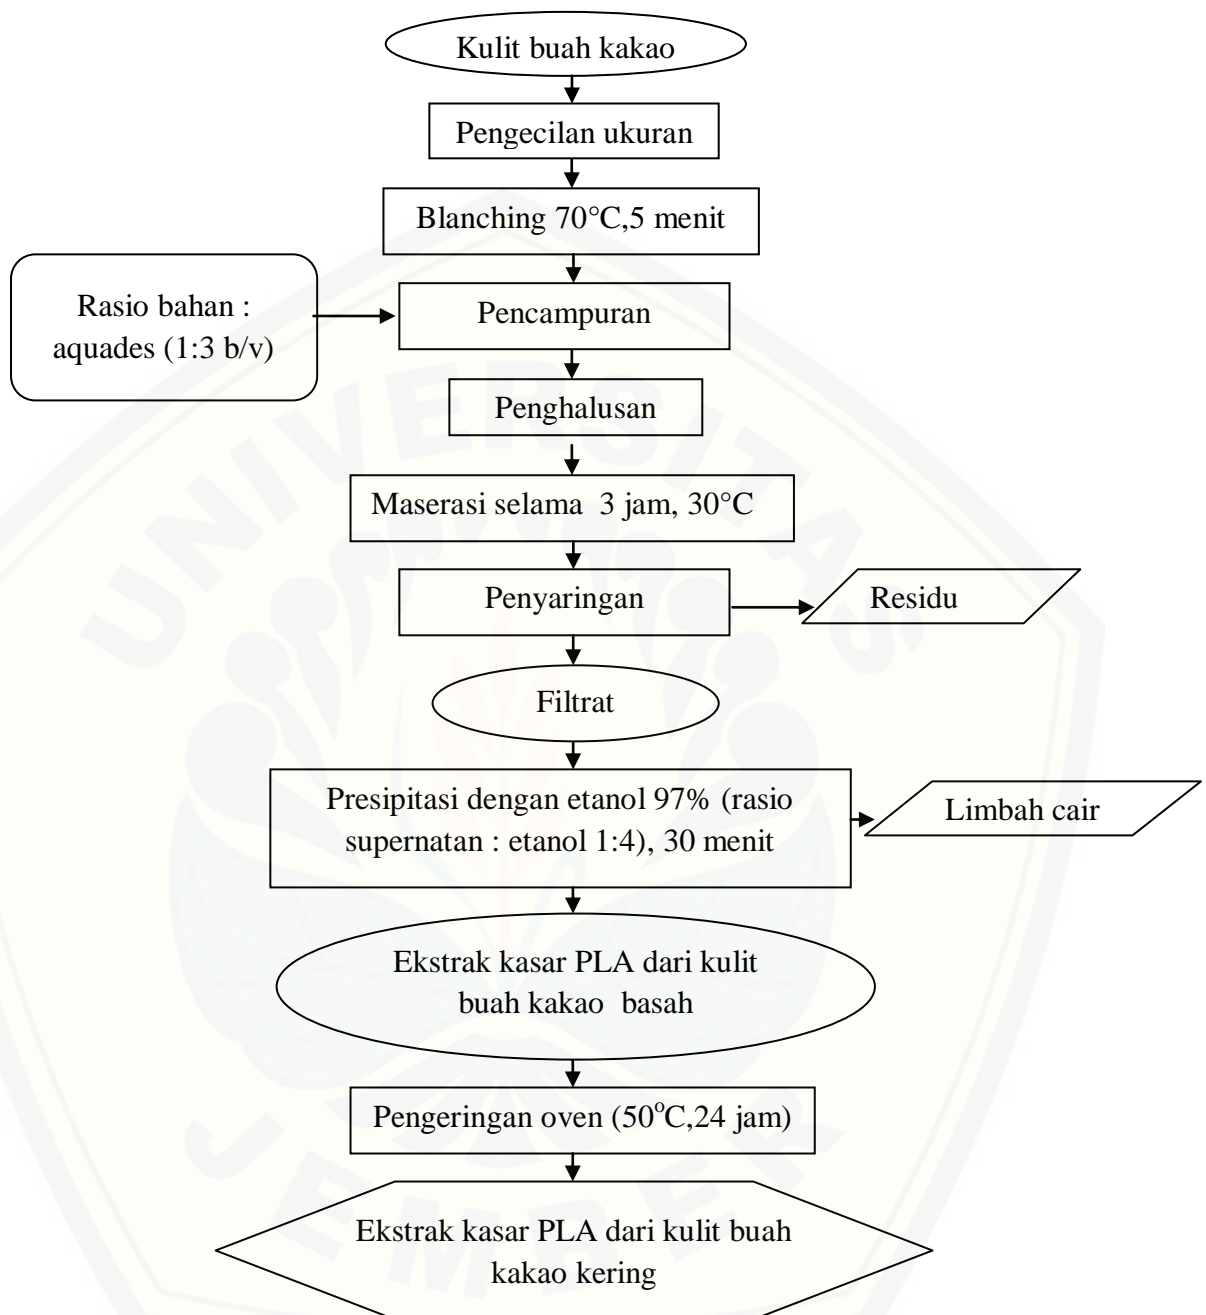 Kulit buah kakao
Pengecilan ukuran
Blanching 70°C,5 menit
Rasio bahan :
aquades (1:3 b/v)
Pencampuran
Penghalusan
Maserasi selama 3 jam, 30°C
Penyaringan
Residu
Filtrat
Presipitasi dengan etanol 97% (rasio
supernatan : etanol 1:4), 30 menit
Limbah cair
Ekstrak kasar PLA dari kulit
buah kakao basah
Pengeringan oven (50°C,24 jam)
Ekstrak kasar PLA dari kulit buah
kakao kering
UNIVERSITAS
JEMBER